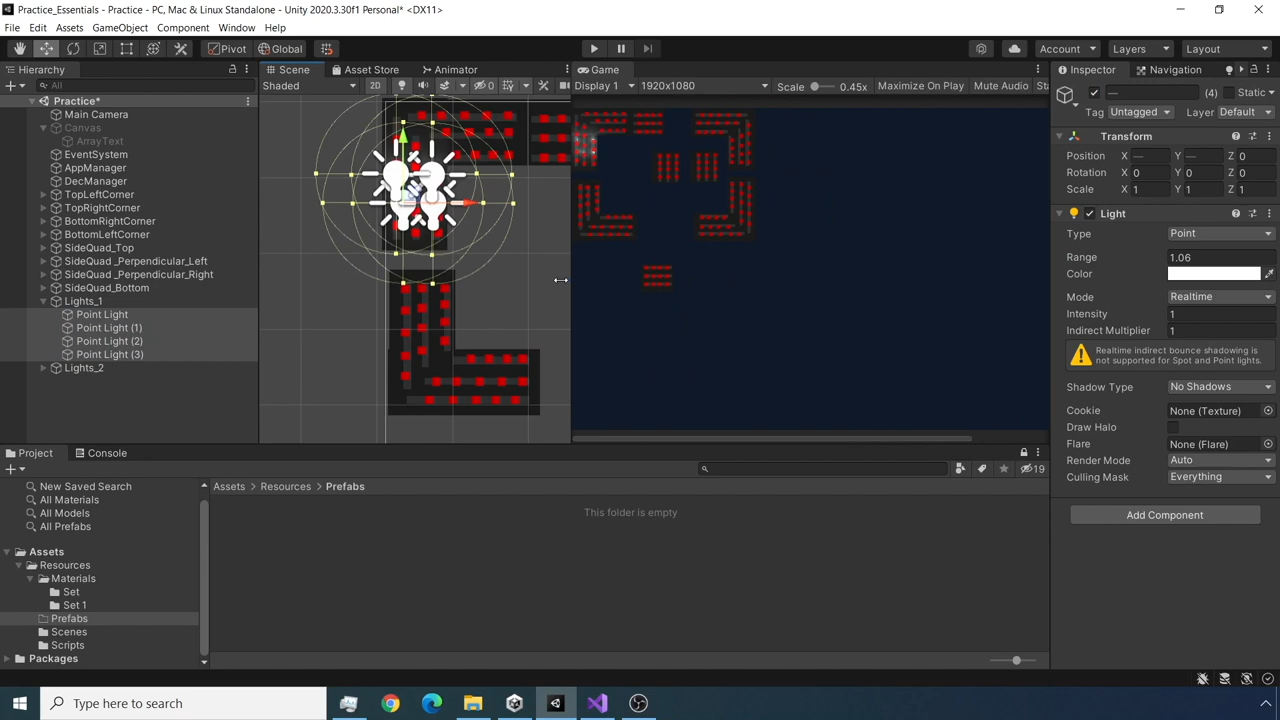 Practice_Essentials - Practice - PC, Mac & Linux Standalone - Unity 2020.3.30f1 Personal* <DX11>
File Edit Assets GameObject Component Window Help
Pivot Global Account Layers Layout
Hierarchy
All
Practice*
Main Camera
Canvas
ArrayText
EventSystem
AppManager
DecManager
TopLeftCorner
TopRightCorner
BottomRightCorner
BottomLeftCorner
SideQuad_Top
SideQuad _Perpendicular_Left
SideQuad_Perpendicular_Right
SideQuad_Bottom
Lights_1
Point Light
Point Light (1)
Point Light (2)
Point Light (3)
Lights_2
Scene Asset Store Animator
Shaded 2D 0
Game
Display 1 1920x1080 Scale 0.45x Maximize On Play Mute Audio Sta
Inspector Navigation
— (4) Static
Tag Untagged Layer Default
Transform
Position X — Y — Z 0
Rotation X 0 Y 0 Z 0
Scale X 1 Y 1 Z 1
Light
Type Point
Range 1.06
Color
Mode Realtime
Intensity 1
Indirect Multiplier 1
Realtime indirect bounce shadowing is not supported for Spot and Point lights.
Shadow Type No Shadows
Cookie None (Texture)
Draw Halo
Flare None (Flare)
Render Mode Auto
Culling Mask Everything
Add Component
Project Console
19
New Saved Search
All Materials
All Models
All Prefabs
Assets
Resources
Materials
Set
Set 1
Prefabs
Scenes
Scripts
Packages
Assets Resources Prefabs
This folder is empty
Type here to search